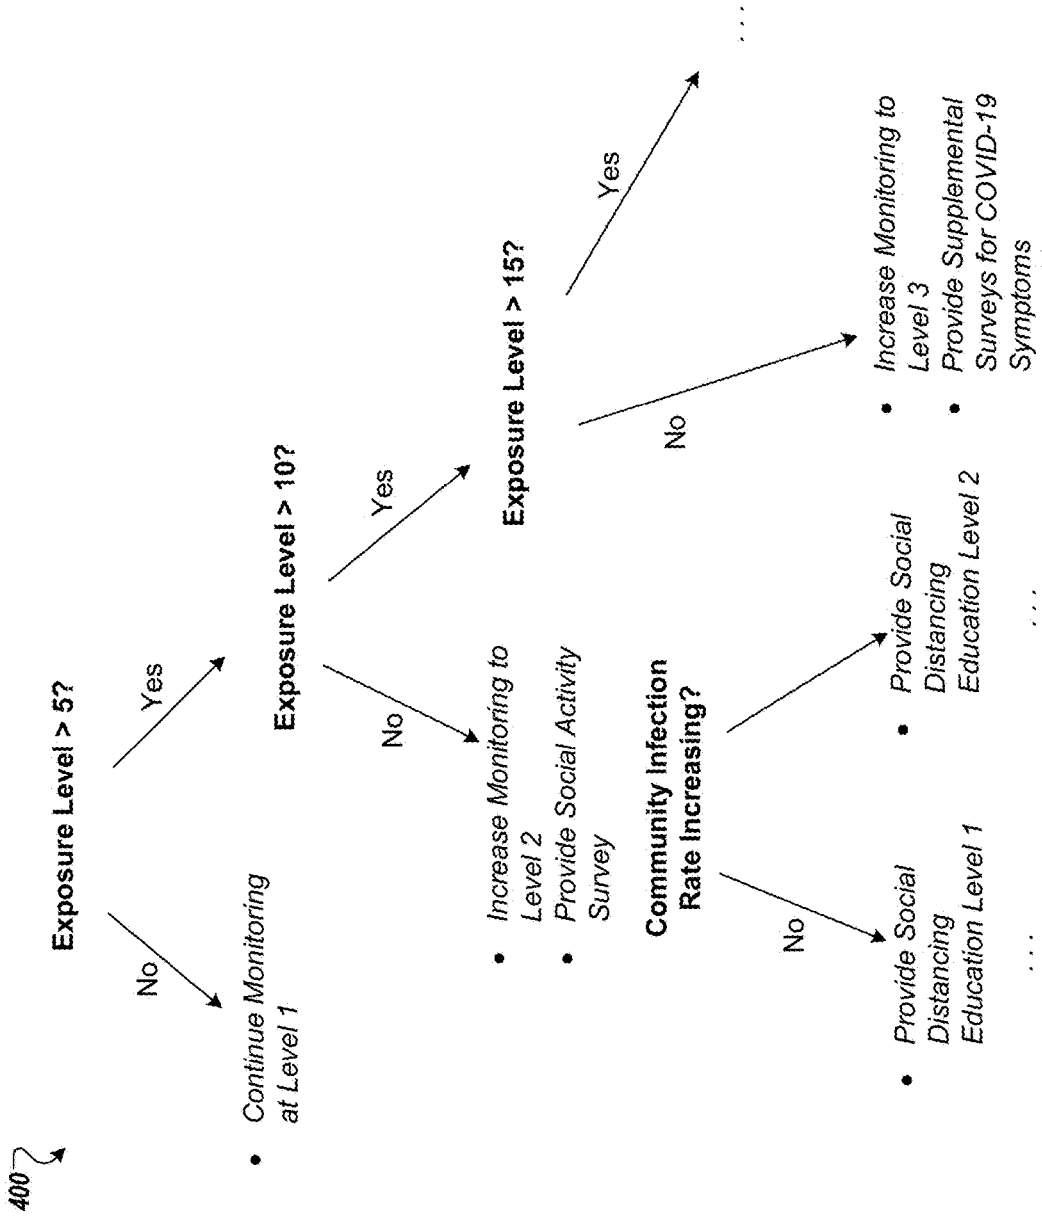 400
Exposure Level > 5?
No
Yes
• Continue Monitoring
at Level 1
Exposure Level > 10?
No
Yes
• Increase Monitoring to
Level 2
• Provide Social Activity
Survey
Exposure Level > 15?
No
Yes
Community Infection
Rate Increasing?
No
• Provide Social
Distancing
Education Level 1
. . .
• Provide Social
Distancing
Education Level 2
. . .
• Increase Monitoring to
Level 3
• Provide Supplemental
Surveys for COVID-19
Symptoms
. . .